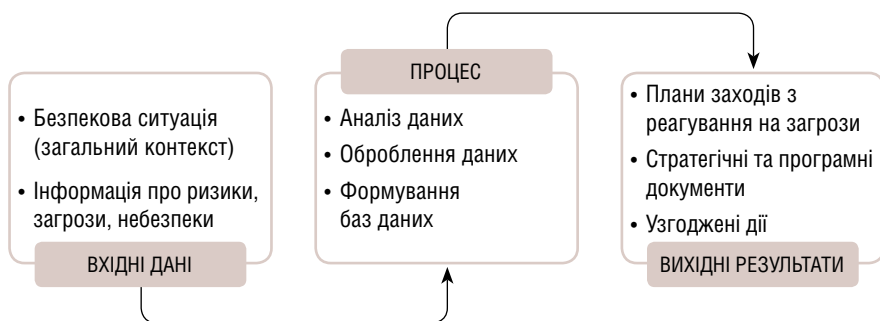 • Безпекова ситуація
(загальний контекст)
• Інформація про ризики,
загрози, небезпеки
ВХІДНІ ДАНІ
ПРОЦЕС
• Аналіз даних
• Оброблення даних
• Формування
баз даних
• Плани заходів з
реагування на загрози
• Стратегічні та програмні
документи
• Узгоджені дії
ВИХІДНІ РЕЗУЛЬТАТИ